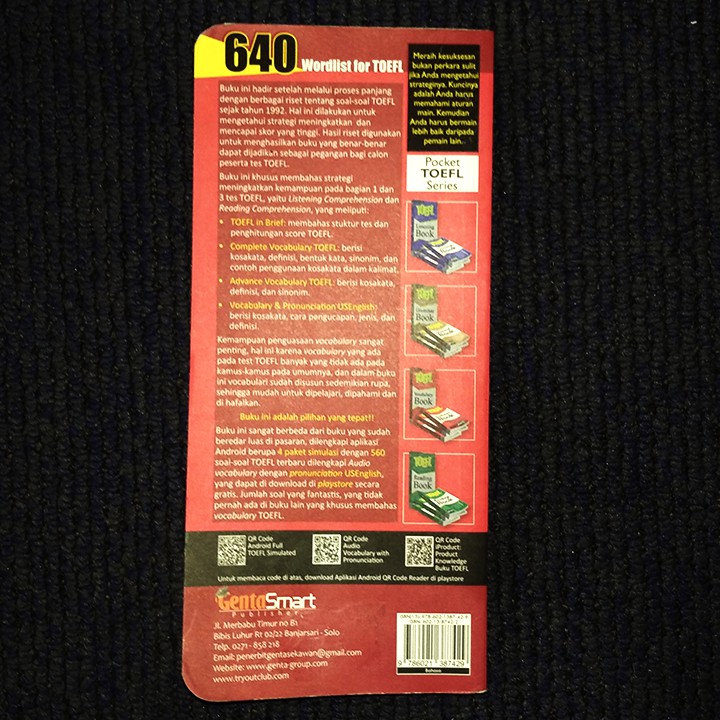 640 Wordlist for TOEFL
Buku ini hadir setelah melalui proses panjang
dengan berbagai riset tentang soal-soal TOEFL
sejak tahun 1992. Hal ini dilakukan untuk
mengetahui strategi meningkatkan dan
mencapai skor yang tinggi. Hasil riset digunakan
untuk menghasilkan buku yang benar-benar
dapat dijadikan sebagai pegangan bagi calon
peserta tes TOEFL.
Buku ini khusus membahas strategi
meningkatkan kemampuan pada bagian 1 dan
3 tes TOEFL, yaitu Listening Comprehension dan
Reading Comprehension, yang meliputi:
• TOEFL in Brief: membahas stuktur tes dan
penghitungan score TOEFL.
• Complete Vocabulary TOEFL: berisi
kosakata, definisi, bentuk kata, sinonim, dan
contoh penggunaan kosakata dalam kalimat.
• Advance Vocabulary TOEFL: berisi kosakata,
definisi, dan sinonim.
• Vocabulary & Pronunciation USEnglish:
berisi kosakata, cara pengucapan, jenis, dan
definisi.
Kemampuan penguasaan vocabulary sangat
penting, hal ini karena vocabulary yang ada
pada test TOEFL banyak yang tidak ada pada
kamus-kamus pada umumnya, dan dalam buku
ini vocabulari sudah disusun sedemikian rupa,
sehingga mudah untuk dipelajari, dipahami dan
di hafalkan.
Buku ini adalah pilihan yang tepat!!
Buku ini sangat berbeda dari buku yang sudah
beredar luas di pasaran, dilengkapi aplikasi
Android berupa 4 paket simulasi dengan 560
soal-soal TOEFL terbaru dilengkapi Audio
vocabulary dengan pronunciation USEnglish,
yang dapat di download di playstore secara
gratis. Jumlah soal yang fantastis, yang tidak
pernah ada di buku lain yang khusus membahas
vocabulary TOEFL.
Meraih kesuksesan
bukan perkara sulit
jika Anda mengetahui
strateginya. Kuncinya
adalah Anda harus
memahami aturan
main. Kemudian
Anda harus bermain
lebih baik daripada
pemain lain..
Pocket
TOEFL
Series
TOEFL
Listening
Book
TOEFL
Book
TOEFL
Vocabulary
Book
TOEFL
Reading
Book
QR Code
Android Full
TOEFL Simulated
QR Code
Audio
Vocabulary with
Pronunciation
QR Code
iProduct:
Product
Knowledge
Buku TOEFL
Untuk membaca code di atas, download Aplikasi Android QR Code Reader di playstore
GentaSmart
Publisher
JL Merbabu Timur no B1
Bibis Luhur Rt 02/22 Banjarsari - Solo
Telp. 0271 - 858 218
Email: penerbitgentasekawan@gmail.com
Website: www.genta-group.com
www.tryoutclub.com
9 786021 387429